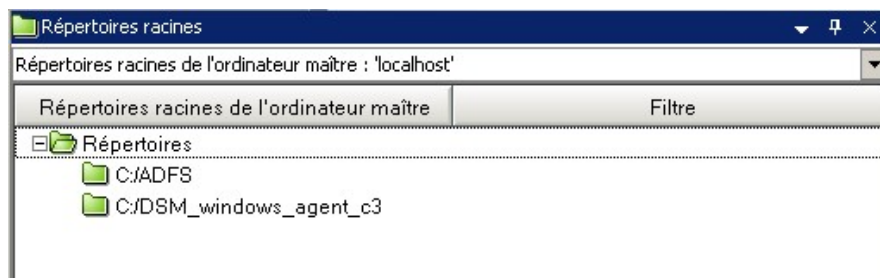 Répertoires racines
Répertoires racines de l'ordinateur maître : 'localhost'
Répertoires racines de l'ordinateur maître Filtre
Répertoires
C:/ADFS
C:/DSM_windows_agent_c3